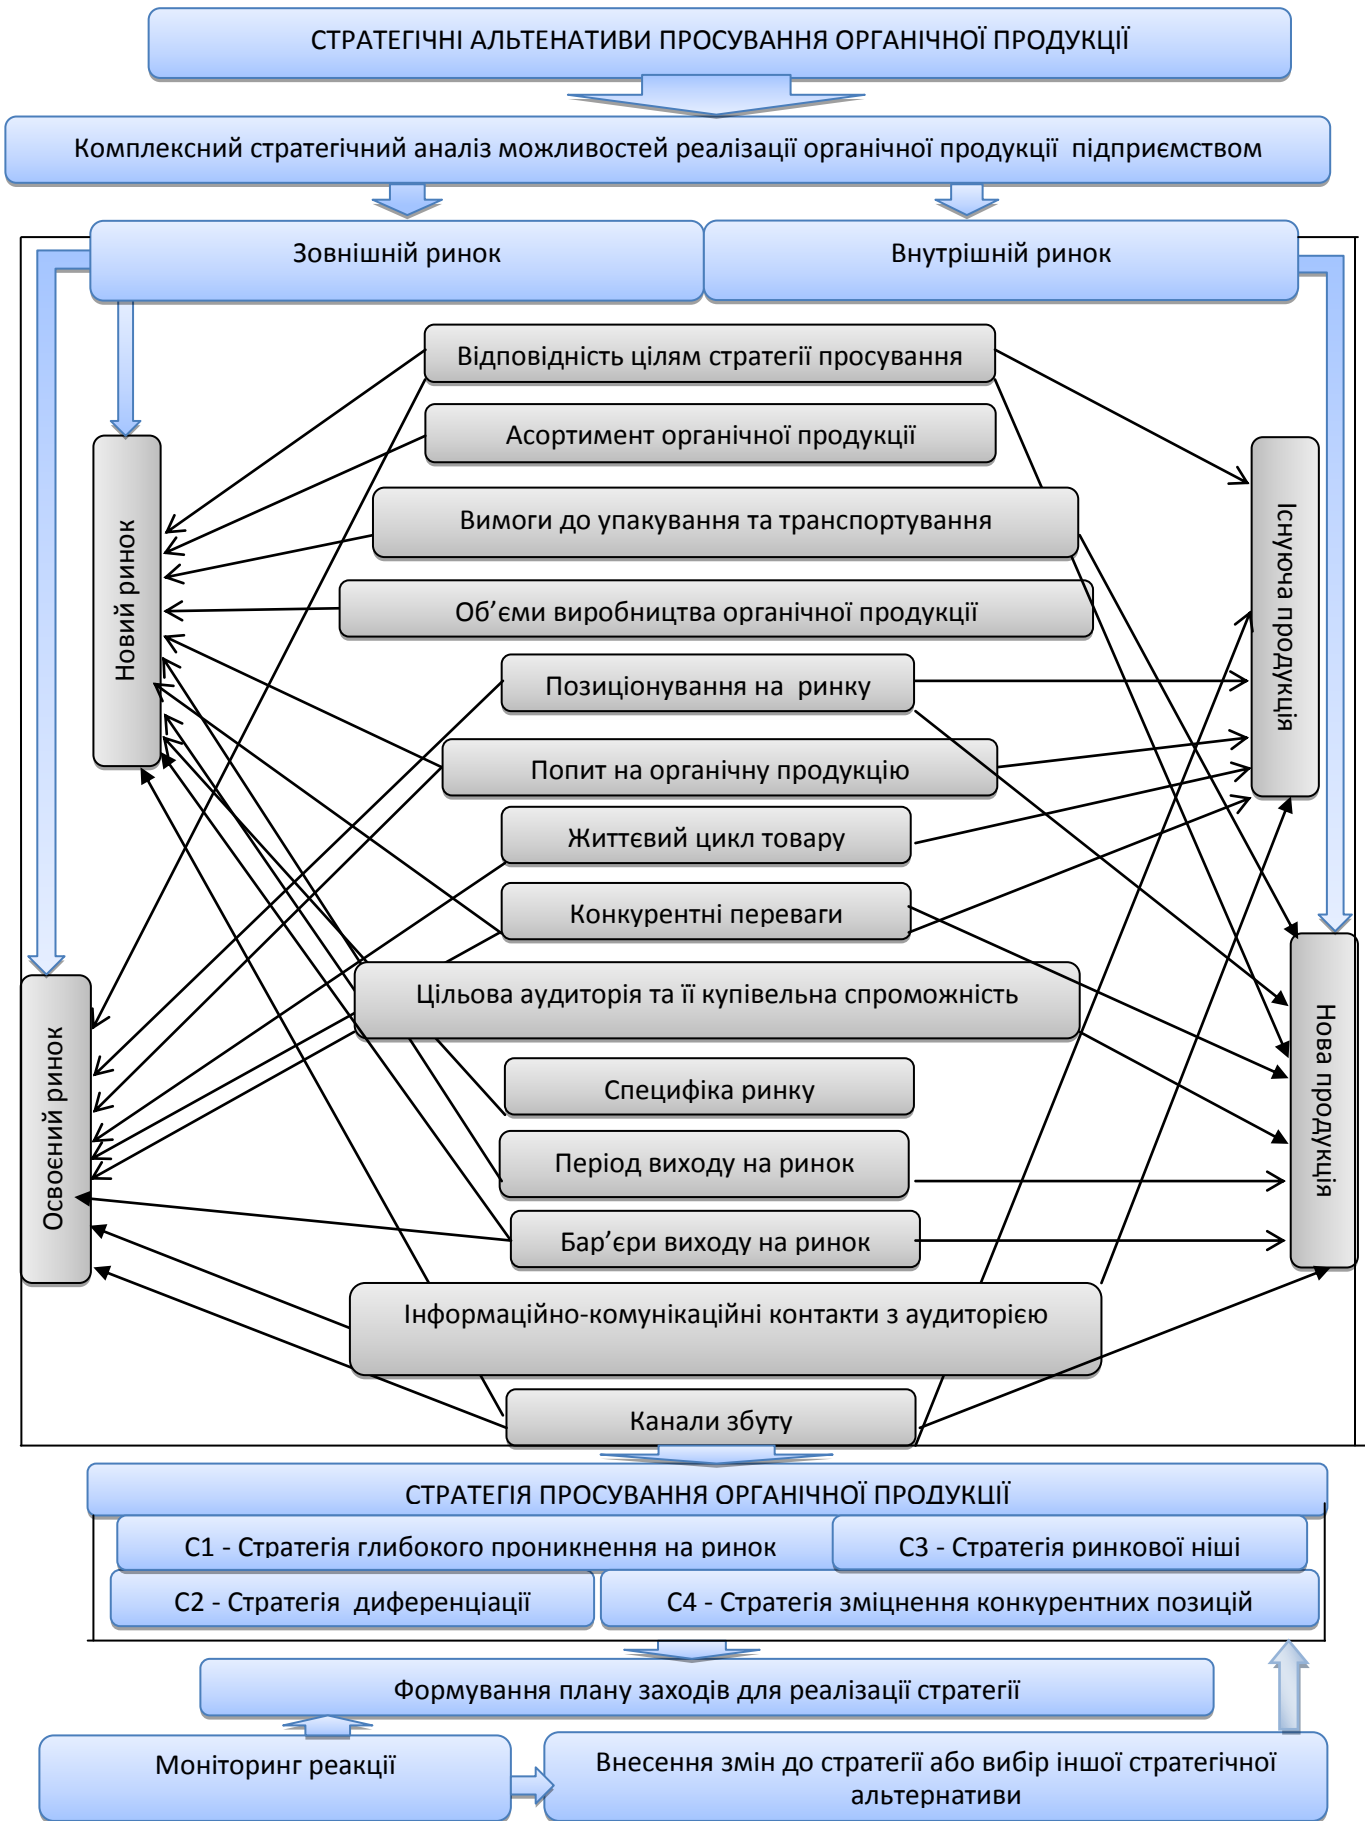 СТРАТЕГІЧНІ АЛЬТЕНАТИВИ ПРОСУВАННЯ ОРГАНІЧНОЇ ПРОДУКЦІЇ
Комплексний стратегічний аналіз можливостей реалізації органічної продукції підприємством
Зовнішній ринок
Внутрішній ринок
Відповідність цілям стратегії просування
Асортимент органічної продукції
Вимоги до упакування та транспортування
Об’єми виробництва органічної продукції
Позиціонування на ринку
Попит на органічну продукцію
Життєвий цикл товару
Конкурентні переваги
Цільова аудиторія та її купівельна спроможність
Специфіка ринку
Період виходу на ринок
Бар’єри виходу на ринок
Інформаційно-комунікаційні контакти з аудиторією
Канали збуту
Новий ринок
Освоєний ринок
Існуюча продукція
Нова продукція
СТРАТЕГІЯ ПРОСУВАННЯ ОРГАНІЧНОЇ ПРОДУКЦІЇ
С1 - Стратегія глибокого проникнення на ринок
С3 - Стратегія ринкової ніші
С2 - Стратегія диференціації
С4 - Стратегія зміцнення конкурентних позицій
Формування плану заходів для реалізації стратегії
Моніторинг реакції
Внесення змін до стратегії або вибір іншої стратегічної
альтернативи